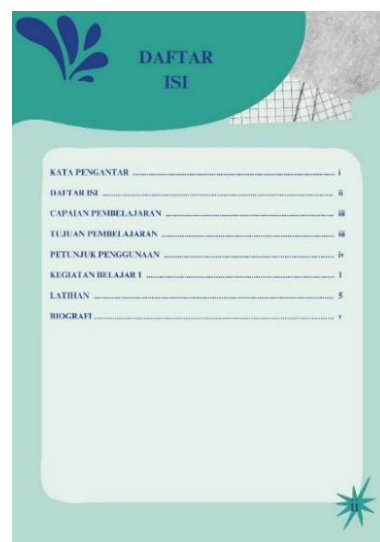 DAFTAR
ISI
KATA PENGANTAR ........ i
DAFTAR ISI ........ ii
CAPAIAN PEMBELAJARAN ........ iii
TUJUAN PEMBELAJARAN ........ iii
PETUNJUK PENGGUNAAN ........ iv
KEGIATAN BELAJAR I ........ 1
LATIHAN ........ 5
BIOGRAFI ........ v
ii